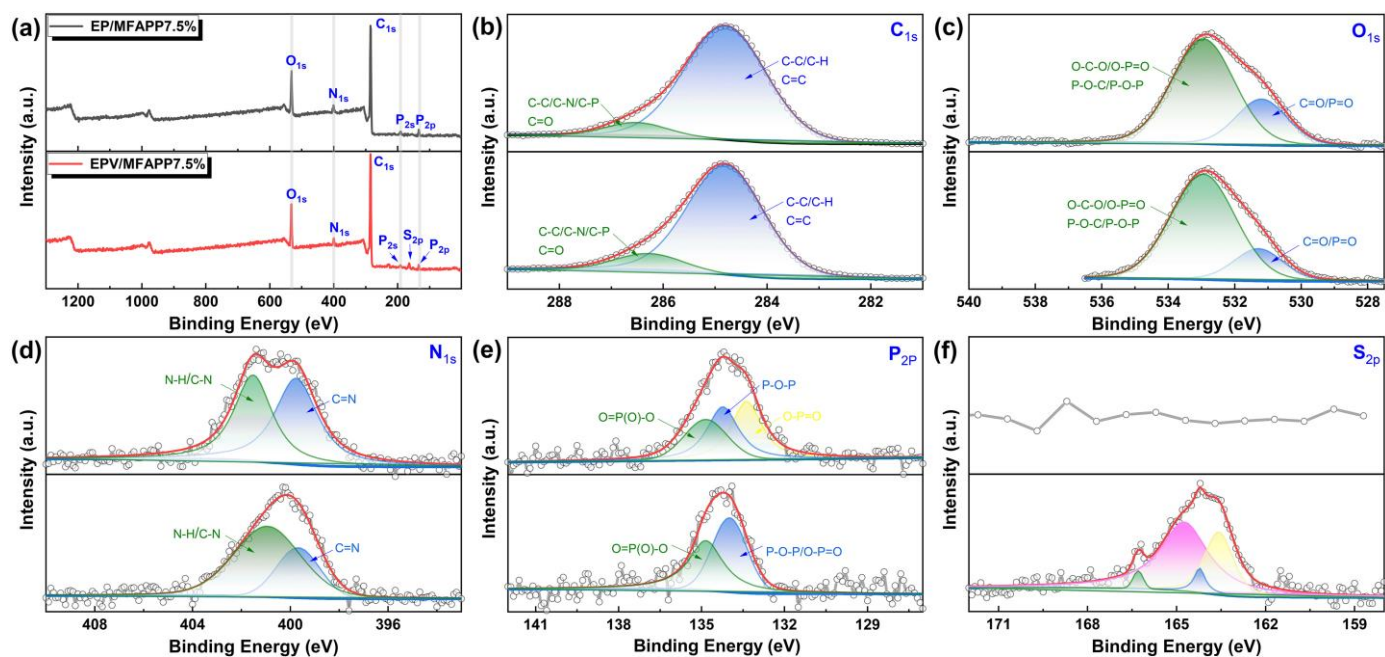 (a)
EP/MFAPP7.5%
C1s
O1s
N1s
P2s P2p
EPV/MFAPP7.5%
C1s
O1s
N1s
P2s S2p P2p
Intensity (a.u.)
1200 1000 800 600 400 200
Binding Energy (eV)
(b)
C1s
C-C/C-H
C=C
C-C/C-N/C-P
C=O
C-C/C-H
C=C
C-C/C-N/C-P
C=O
Intensity (a.u.)
288 286 284 282
Binding Energy (eV)
(c)
O1s
O-C-O/O-P=O
P-O-C/P-O-P
C=O/P=O
O-C-O/O-P=O
P-O-C/P-O-P
C=O/P=O
Intensity (a.u.)
540 538 536 534 532 530 528
Binding Energy (eV)
(d)
N1s
N-H/C-N
C=N
N-H/C-N
C=N
Intensity (a.u.)
408 404 400 396
Binding Energy (eV)
(e)
P2P
P-O-P
O=P(O)-O
O-P=O
O=P(O)-O
P-O-P/O-P=O
Intensity (a.u.)
141 138 135 132 129 126
Binding Energy (eV)
(f)
S2p
Intensity (a.u.)
171 168 165 162 159
Binding Energy (eV)